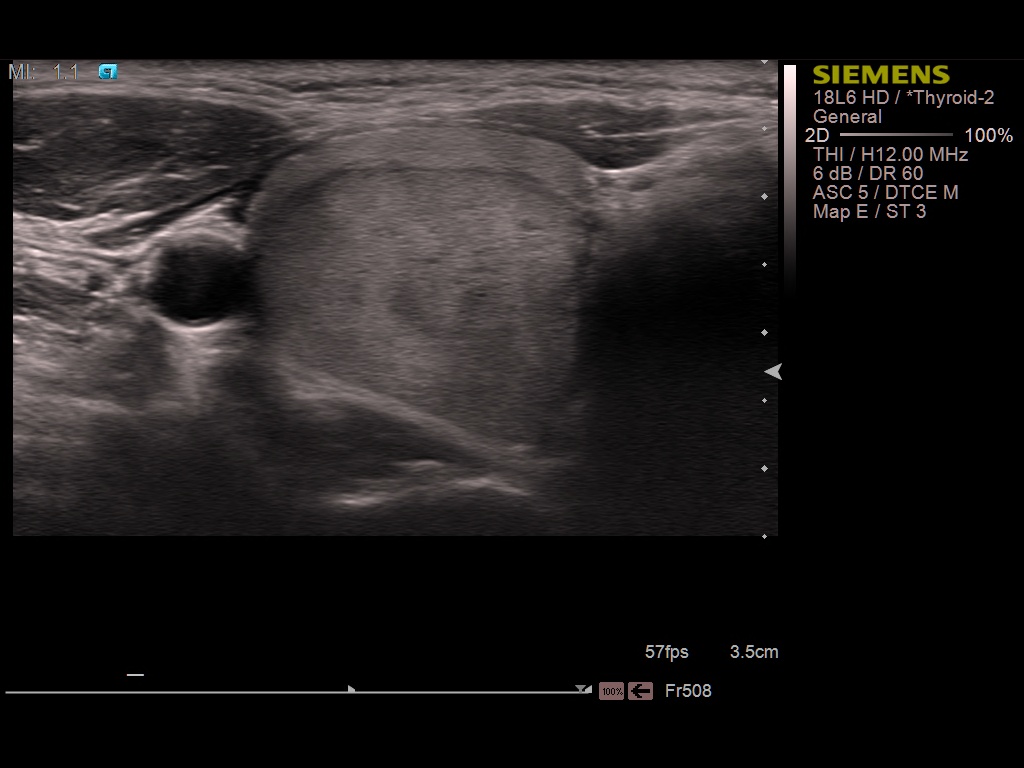 MI: 1.1
SIEMENS
18L6 HD / *Thyroid-2
General
2D 100%
THI / H12.00 MHz
6 dB / DR 60
ASC 5 / DTCE M
Map E / ST 3
57fps 3.5cm
100% Fr508